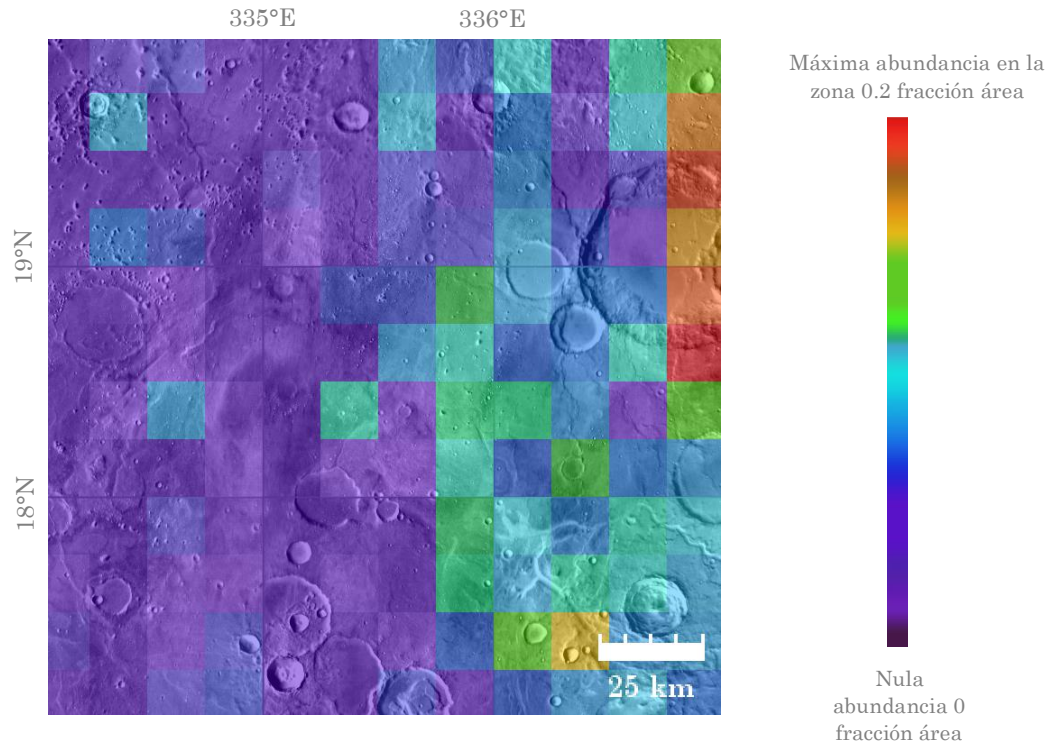 335°E
336°E
19°N
18°N
25 km
Máxima abundancia en la
zona 0.2 fracción área
Nula
abundancia 0
fracción área